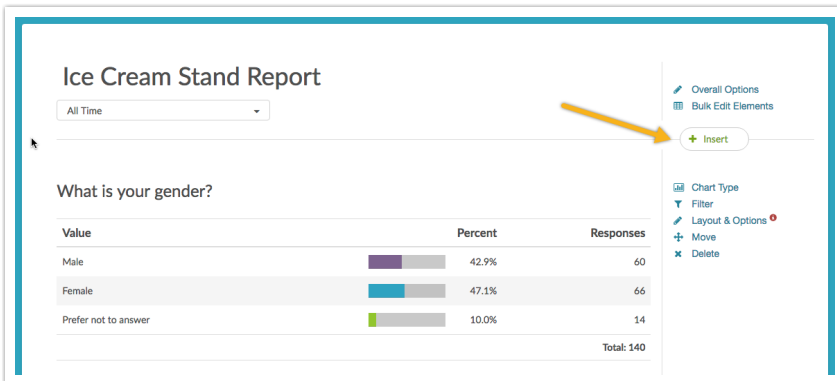 Ice Cream Stand Report
All Time
Overall Options
Bulk Edit Elements
+ Insert
What is your gender?
Chart Type
Filter
Layout & Options
Move
Delete
Value Percent Responses
Male 42.9% 60
Female 47.1% 66
Prefer not to answer 10.0% 14
Total: 140